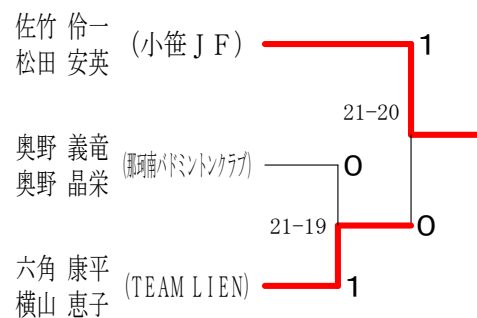 佐竹 伶一
松田 安英
(小笹ＪＦ)
1
21-20
奥野 義竜
奥野 晶栄
(那珂南バドミントンクラブ)
0
21-19
0
六角 康平
横山 恵子
(TEAM LIEN)
1